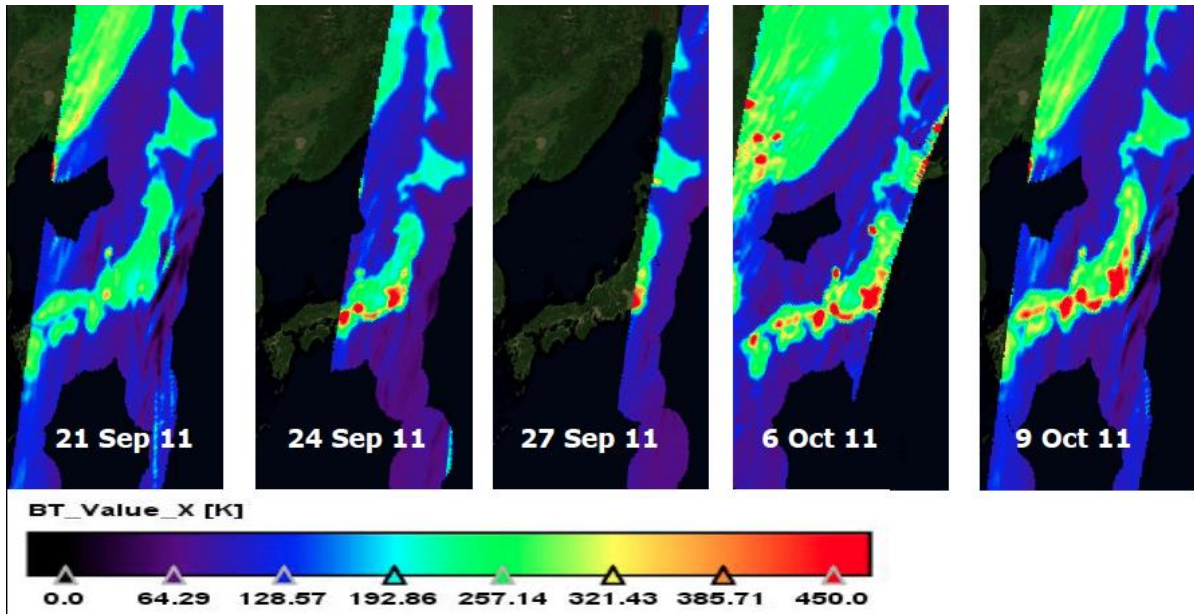 21 Sep 11
24 Sep 11
27 Sep 11
6 Oct 11
9 Oct 11
BT_Value_X [K]
0.0 64.29 128.57 192.86 257.14 321.43 385.71 450.0